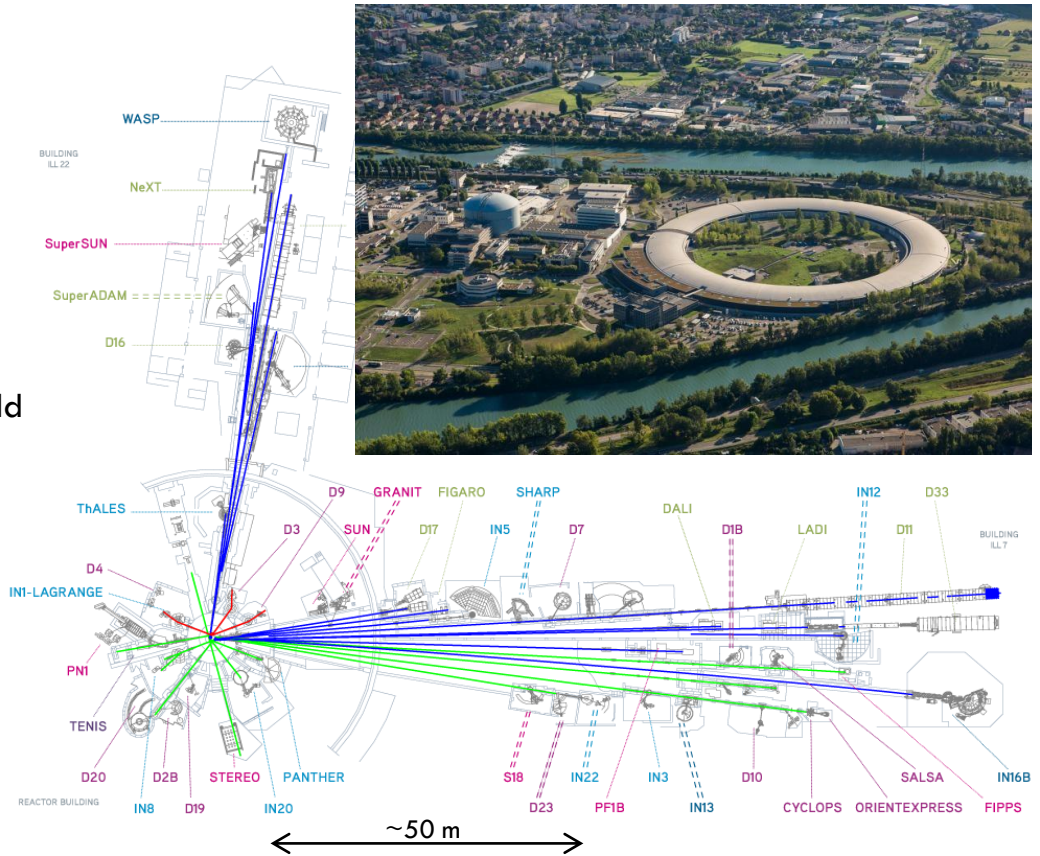 WASP
BUILDING
ILL 22
NeXT
SuperSUN
SuperADAM
D16
ld
ThALES
D9
GRANIT
FIGARO
SHARP
IN12
D33
D3
SUN
D17
IN5
D7
DALI
D1B
LADI
D11
BUILDING
ILL 7
D4
IN1-LAGRANGE
PN1
TENIS
D20
D2B
STEREO
PANTHER
S18
IN22
IN3
D10
SALSA
IN16B
REACTOR BUILDING
IN8
D19
IN20
D23
PF1B
IN13
CYCLOPS
ORIENTEXPRESS
FIPPS
~50 m